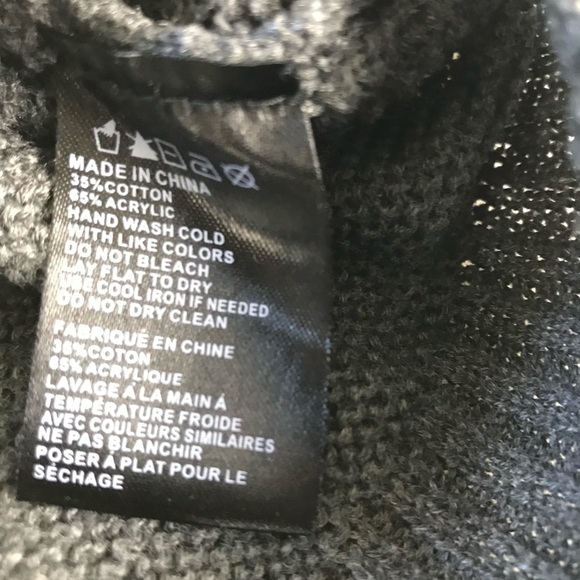 MADE IN CHINA
35%COTTON
65% ACRYLIC
HAND WASH COLD
WITH LIKE COLORS
DO NOT BLEACH
LAY FLAT TO DRY
USE COOL IRON IF NEEDED
DO NOT DRY CLEAN
FABRIQUE EN CHINE
35%COTON
65% ACRYLIQUE
LAVAGE Á LA MAIN Á
TEMPÉRATURE FROIDE
AVEC COULEURS SIMILAIRES
NE PAS BLANCHIR
POSER Á PLAT POUR LE
SÉCHAGE